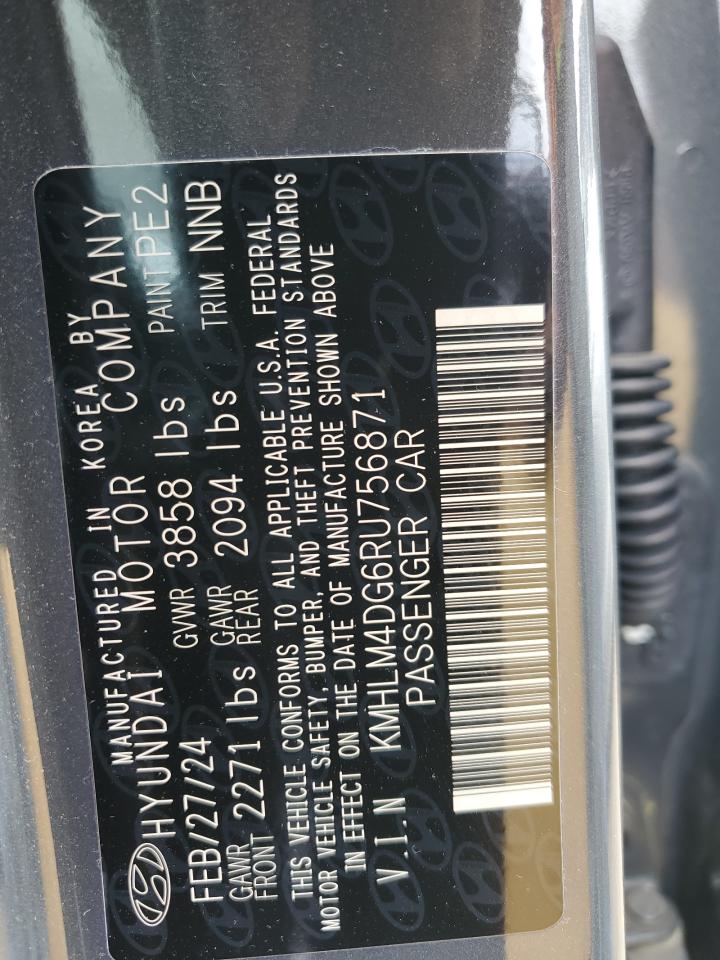 MANUFACTURED IN KOREA BY
HYUNDAI MOTOR COMPANY
FEB/27/24 GVWR 3858 lbs PAINT PE2
GAWR FRONT 2271 lbs GAWR REAR 2094 lbs TRIM NNB
THIS VEHICLE CONFORMS TO ALL APPLICABLE U.S.A. FEDERAL
MOTOR VEHICLE SAFETY, BUMPER, AND THEFT PREVENTION STANDARDS
IN EFFECT ON THE DATE OF MANUFACTURE SHOWN ABOVE
V.I.N KMHLM4DG6RU756871
PASSENGER CAR